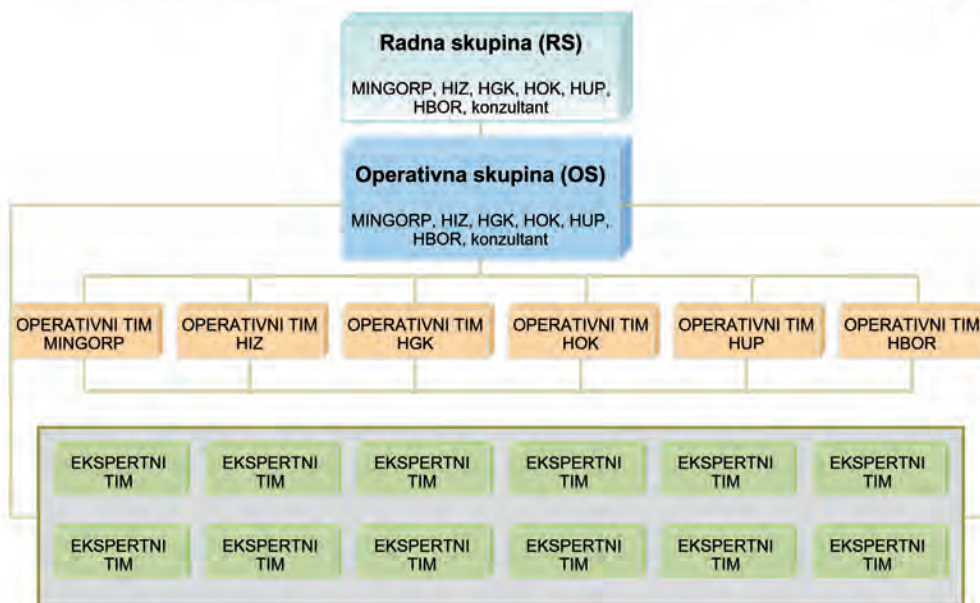 Radna skupina (RS)
MINGORP, HIZ, HGK, HOK, HUP,
HBOR, konzultant
Operativna skupina (OS)
MINGORP, HIZ, HGK, HOK, HUP,
HBOR, konzultant
OPERATIVNI TIM
MINGORP
OPERATIVNI TIM
HIZ
OPERATIVNI TIM
HGK
OPERATIVNI TIM
HOK
OPERATIVNI TIM
HUP
OPERATIVNI TIM
HBOR
EKSPERTNI
TIM
EKSPERTNI
TIM
EKSPERTNI
TIM
EKSPERTNI
TIM
EKSPERTNI
TIM
EKSPERTNI
TIM
EKSPERTNI
TIM
EKSPERTNI
TIM
EKSPERTNI
TIM
EKSPERTNI
TIM
EKSPERTNI
TIM
EKSPERTNI
TIM